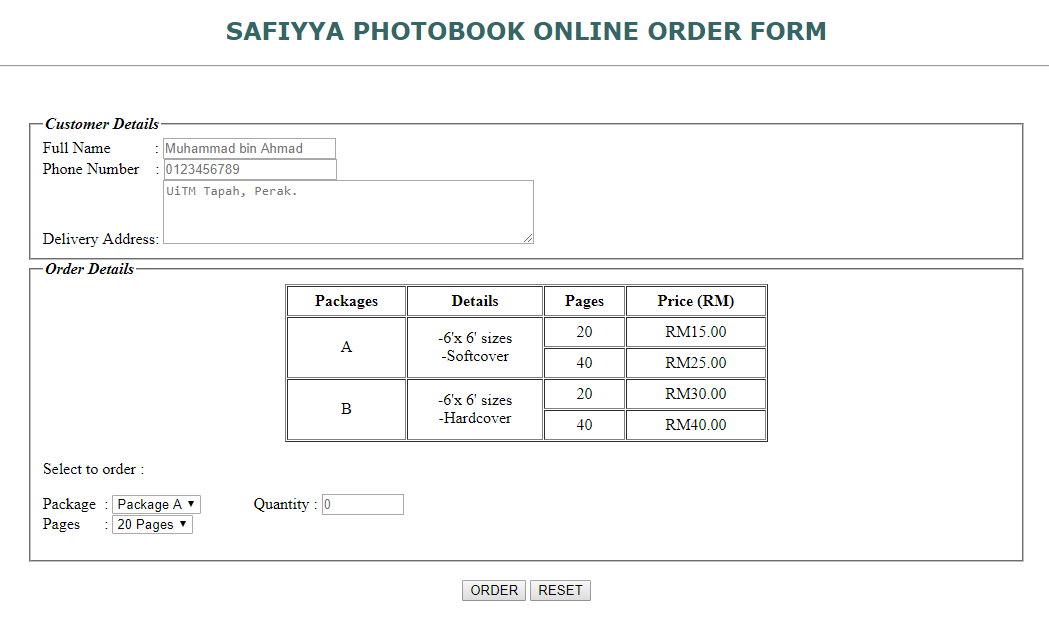 SAFIYYA PHOTOBOOK ONLINE ORDER FORM
Customer Details
Full Name : Muhammad bin Ahmad
Phone Number : 0123456789
UiTM Tapah, Perak.
Delivery Address:
Order Details
Packages Details Pages Price (RM)
A -6'x 6' sizes
-Softcover
20 RM15.00
40 RM25.00
B -6'x 6' sizes
-Hardcover
20 RM30.00
40 RM40.00
Select to order :
Package : Package A Quantity : 0
Pages : 20 Pages
ORDER RESET